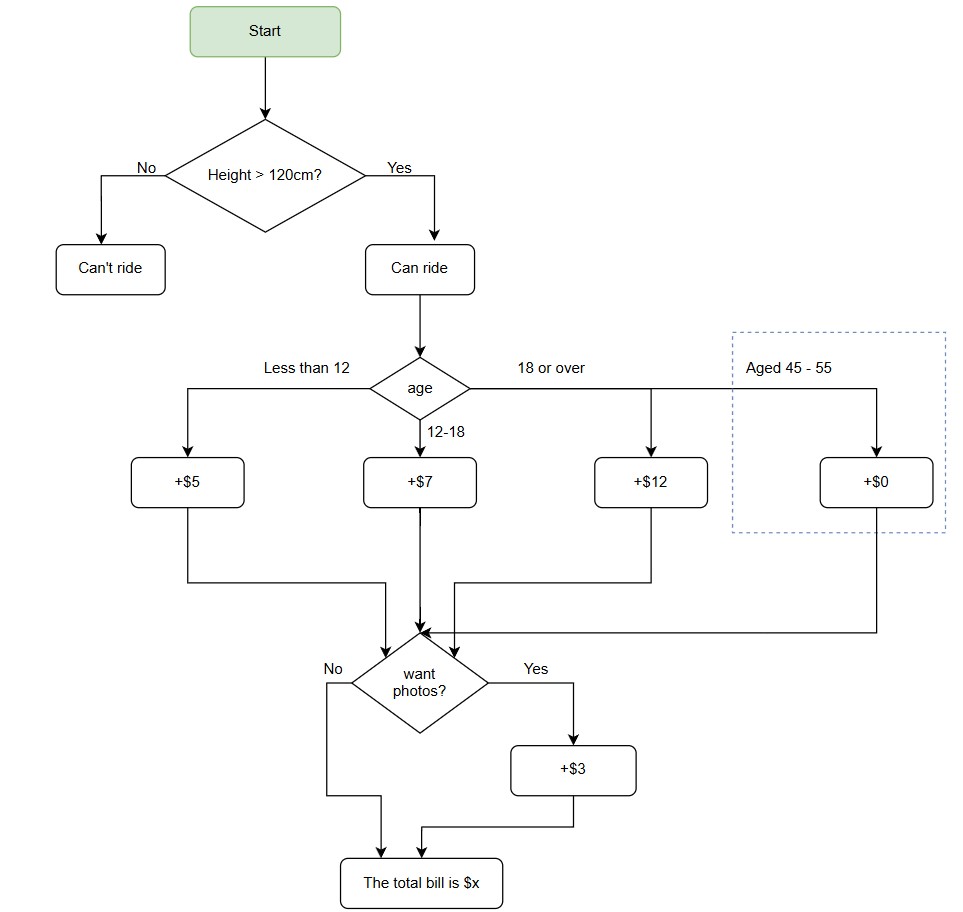 Start
Height > 120cm?
No
Yes
Can't ride
Can ride
Less than 12
age
18 or over
Aged 45 - 55
12-18
+$5
+$7
+$12
+$0
want
photos?
No
Yes
+$3
The total bill is $x